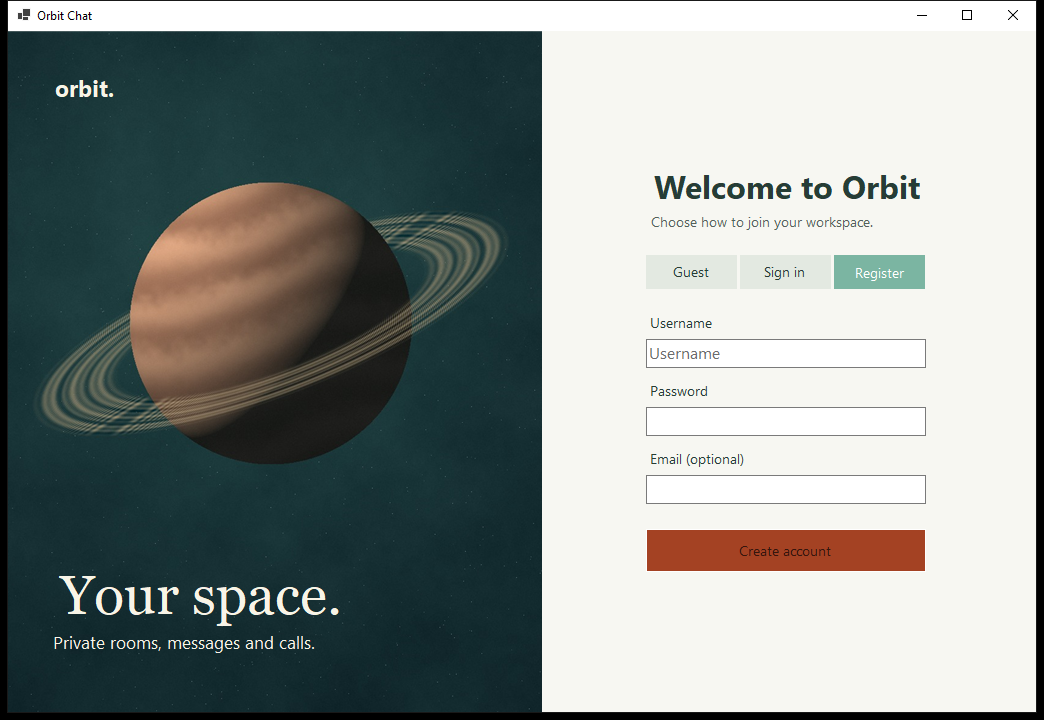 Orbit Chat
orbit.
Your space.
Private rooms, messages and calls.
Welcome to Orbit
Choose how to join your workspace.
Guest Sign in Register
Username
Username
Password
Email (optional)
Create account